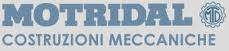 MOTRIDAL
COSTRUZIONI MECCANICHE